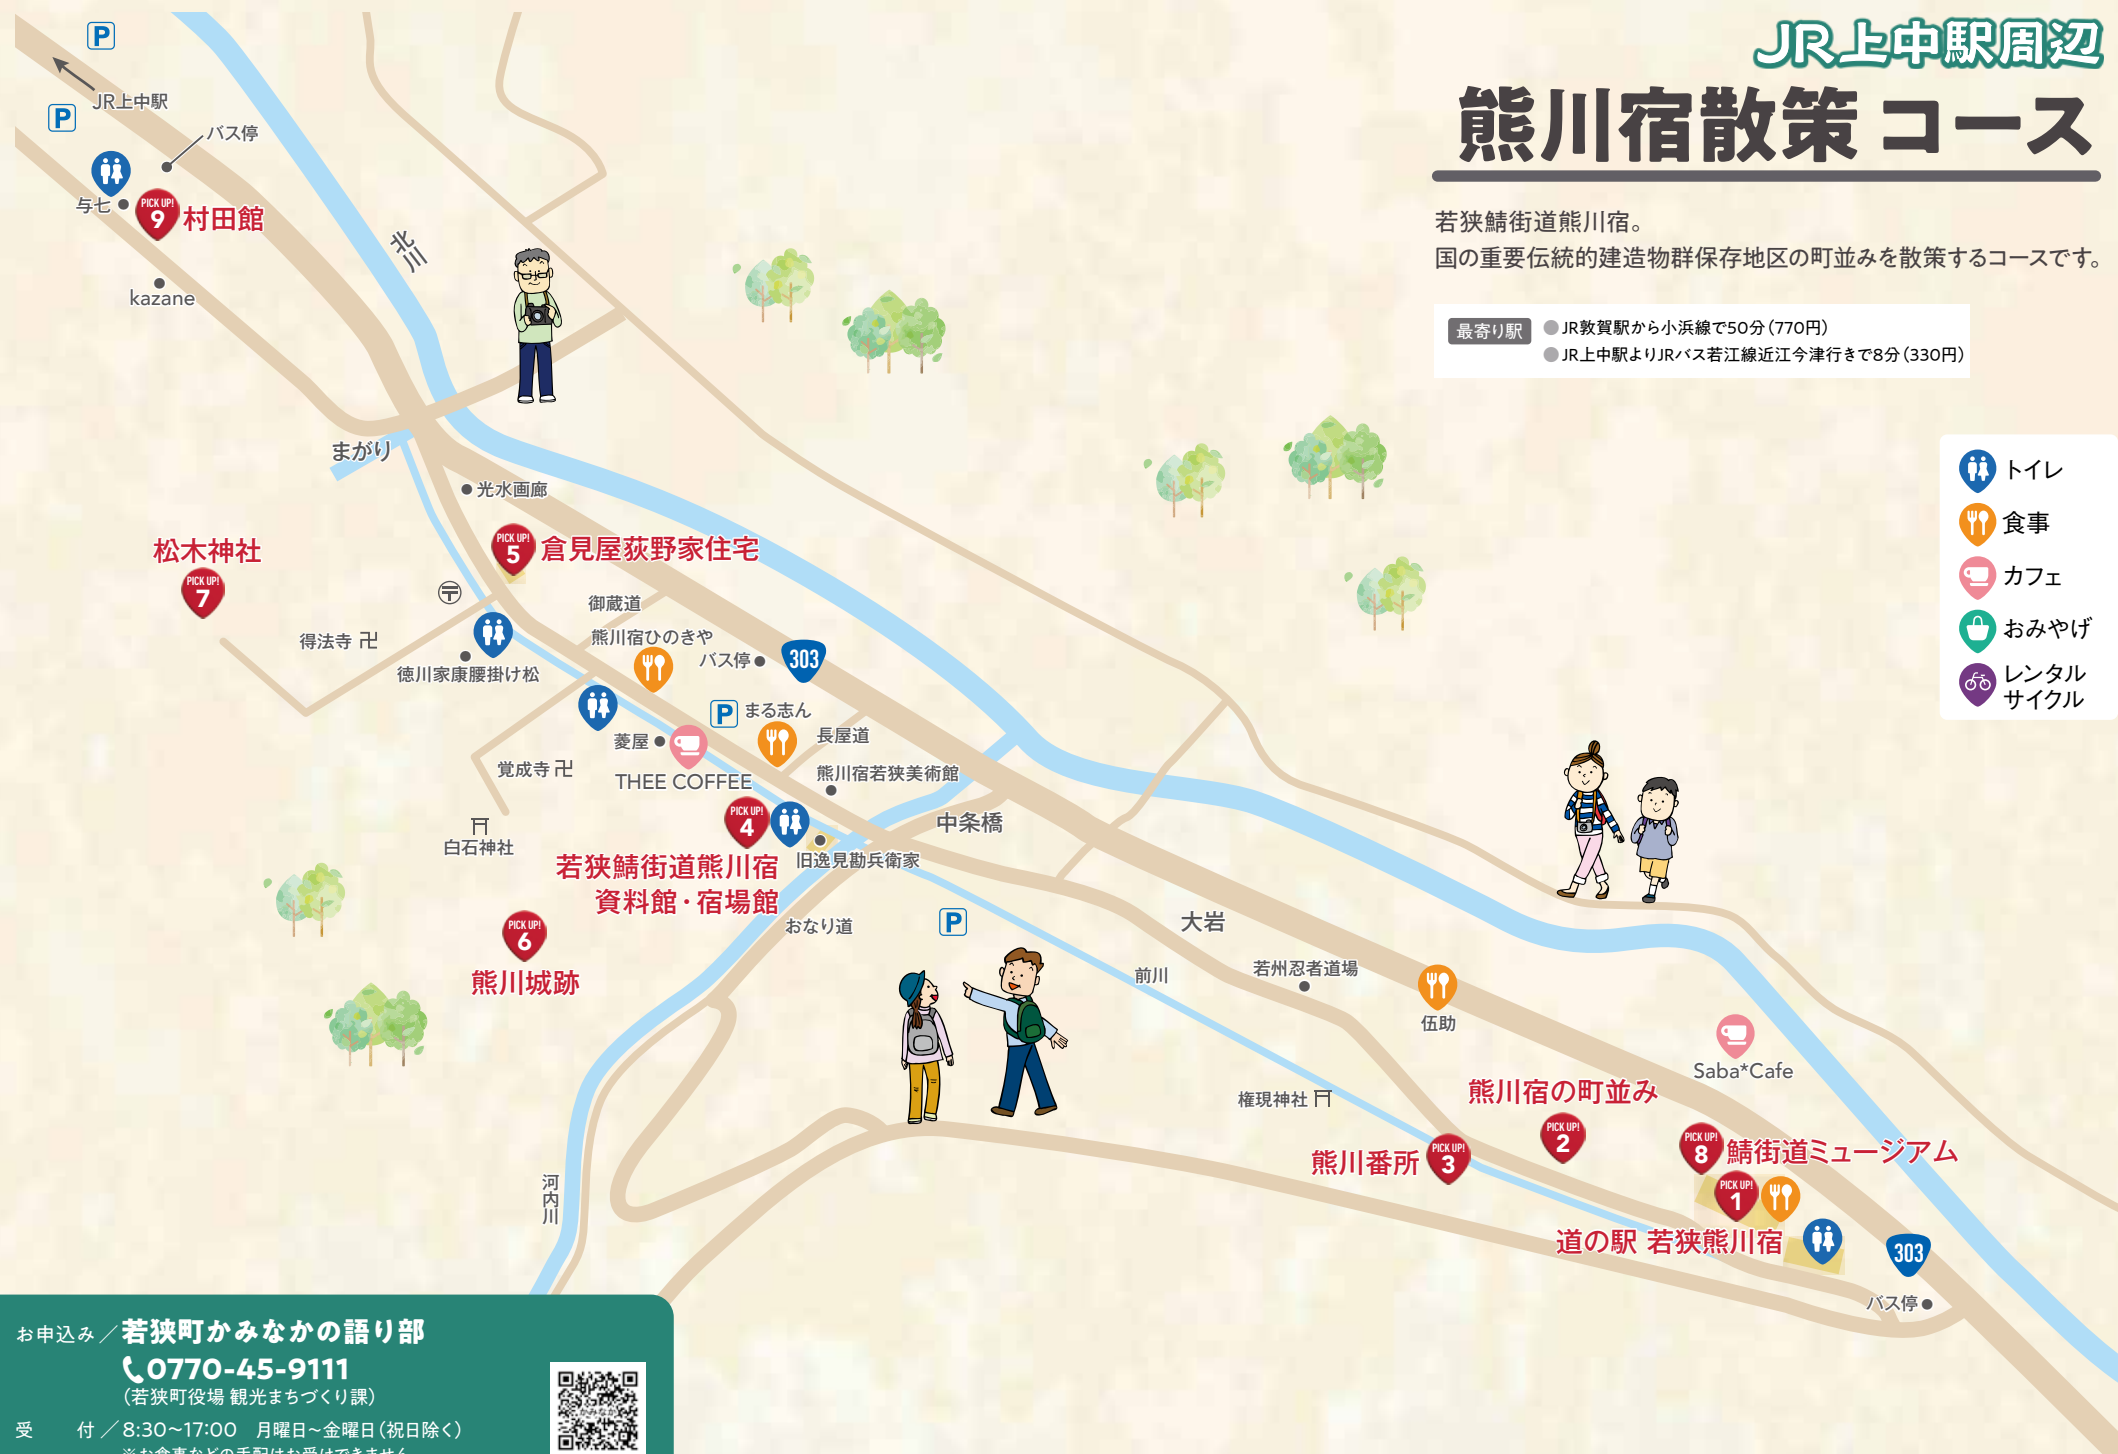 JR上中駅周辺
熊川宿散策 コース
若狭鯖街道熊川宿。
国の重要伝統的建造物群保存地区の町並みを散策するコースです。
最寄り駅
●JR敦賀駅から小浜線で50分(770円)
●JR上中駅よりJRバス若江線近江今津行きで8分(330円)
トイレ
食事
カフェ
おみやげ
レンタル
サイクル
P
JR上中駅
P
バス停
与七
PICK UP!
9
村田館
kazane
北川
まがり
光水画廊
松木神社
PICK UP!
7
PICK UP!
5
倉見屋荻野家住宅
御蔵道
得法寺 卍
徳川家康腰掛け松
熊川宿ひのきや
バス停
303
P
まる志ん
菱屋
長屋道
覚成寺 卍
THEE COFFEE
熊川宿若狭美術館
白石神社
PICK UP!
4
旧逸見勘兵衛家
中条橋
若狭鯖街道熊川宿
資料館・宿場館
おなり道
P
PICK UP!
6
熊川城跡
大岩
前川
若州忍者道場
伍助
Saba*Cafe
権現神社
熊川宿の町並み
PICK UP!
2
熊川番所
PICK UP!
3
PICK UP!
8
鯖街道ミュージアム
PICK UP!
1
道の駅 若狭熊川宿
303
バス停
河内川
お申込み／若狭町かみなかの語り部
0770-45-9111
(若狭町役場 観光まちづくり課)
受　付／8:30~17:00　月曜日~金曜日(祝日除く)
※お食事などの手配はお受けできません